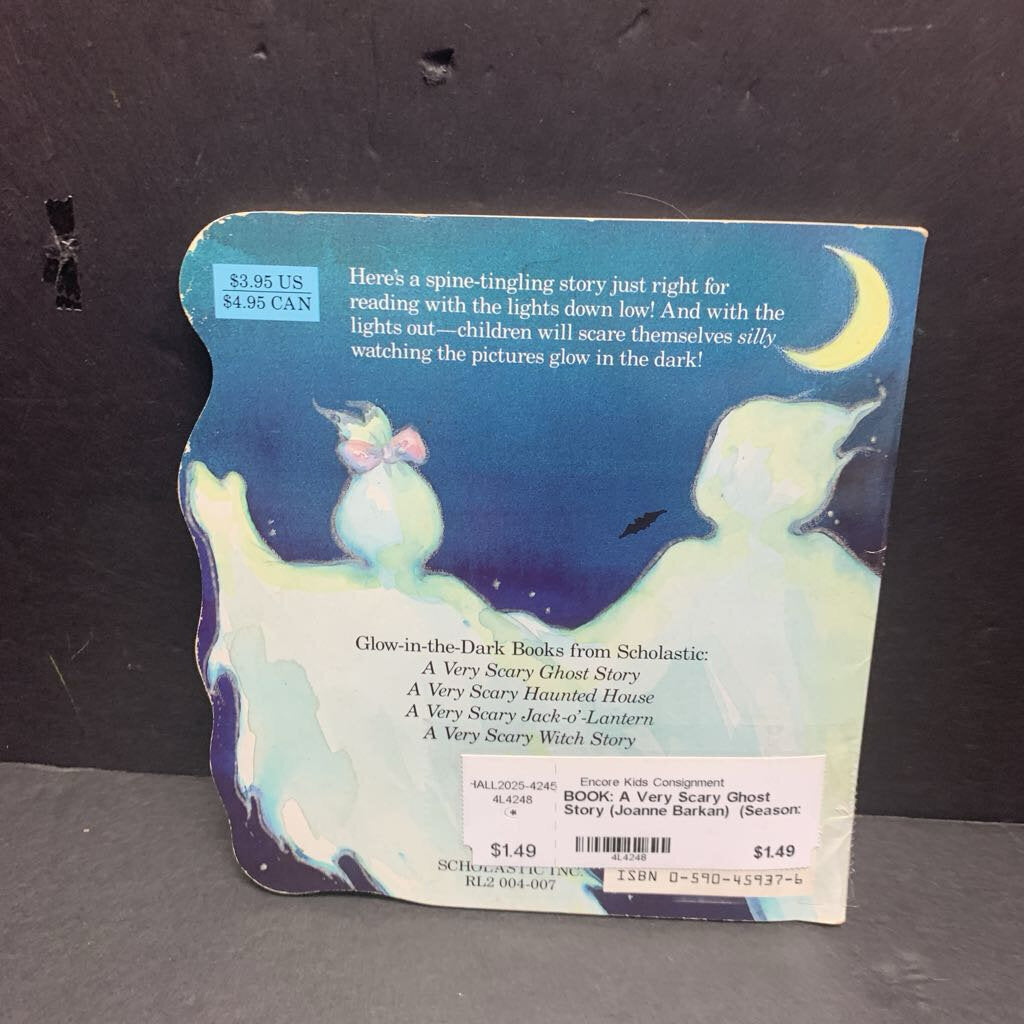 $3.95 US
$4.95 CAN
Here's a spine-tingling story just right for
reading with the lights down low! And with the
lights out—children will scare themselves silly
watching the pictures glow in the dark!
Glow-in-the-Dark Books from Scholastic:
A Very Scary Ghost Story
A Very Scary Haunted House
A Very Scary Jack-o'-Lantern
A Very Scary Witch Story
HALL2025-4245
4L4248
$1.49
Encore Kids Consignment
BOOK: A Very Scary Ghost
Story (Joanne Barkan) (Season:
4L4248
$1.49
SCHOLASTIC INC.
RL2 004-007
ISBN 0-590-45937-6